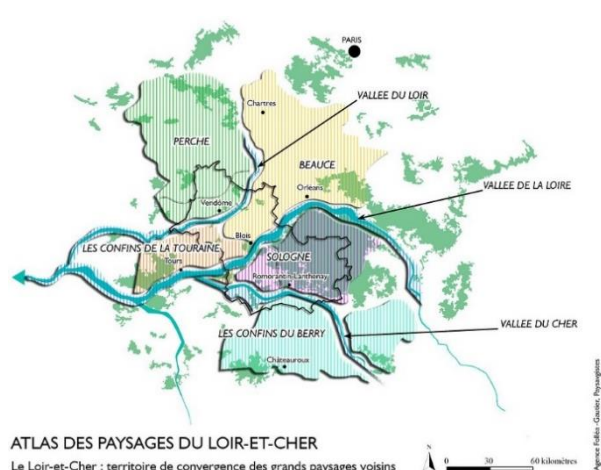 PARIS
VALLEE DU LOIR
Chartres
PERCHE
BEAUCE
VALLEE DE LA LOIRE
Orléans
Vendôme
Blois
LES CONFINS DE LA TOURAINE
SOLOGNE
Tours
Romorantin-Lanthenay
LES CONFINS DU BERRY
VALLEE DU CHER
Châteauroux
ATLAS DES PAYSAGES DU LOIR-ET-CHER
Le Loir-et-Cher : territoire de convergence des grands paysages voisins
N
0 30 60 kilomètres
Agence Folléa - Gautier, Paysagistes